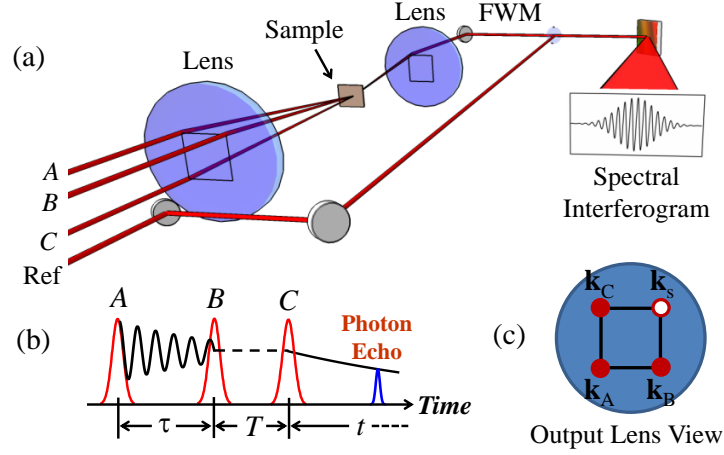 (a)
Lens
Sample
Lens
FWM
A
B
C
Ref
Spectral
Interferogram
(b)
A
B
C
Photon
Echo
Time
τ
T
t
(c)
k_C
k_s
k_A
k_B
Output Lens View